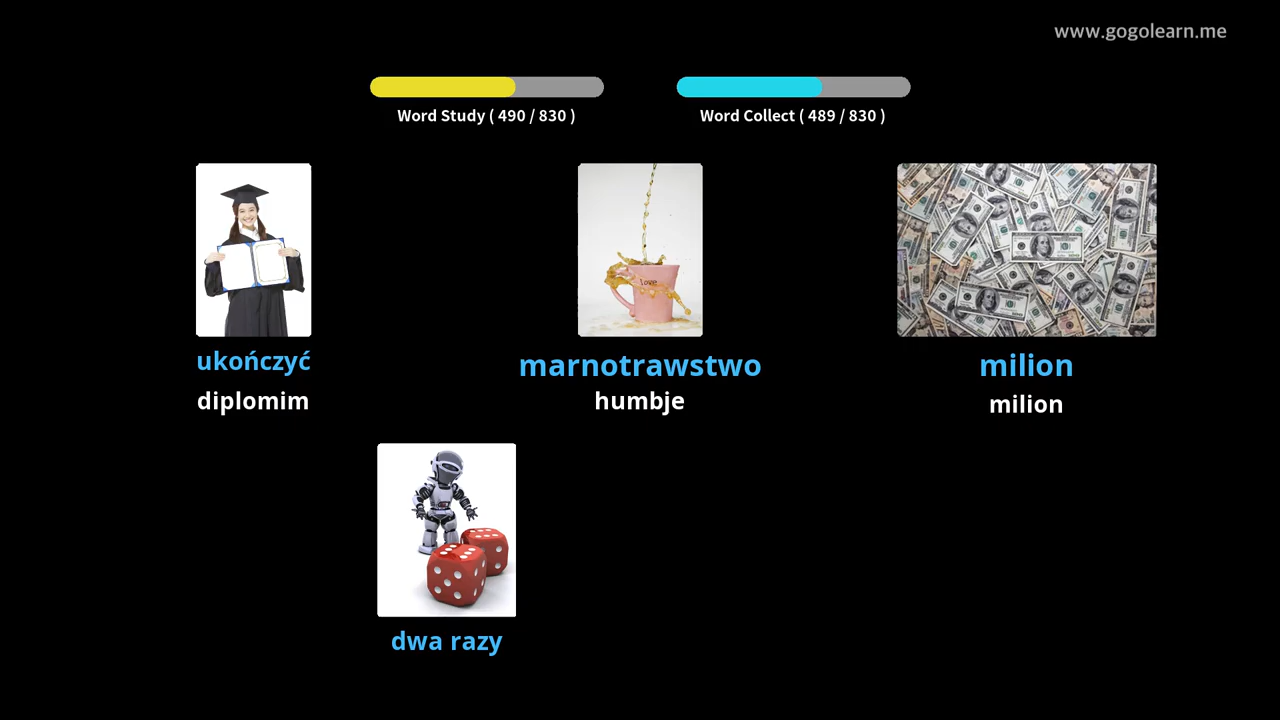 www.gogolearn.me
Word Study ( 490 / 830 )
Word Collect ( 489 / 830 )
love
ukończyć
marnotrawstwo
milion
diplomim
humbje
milion
dwa razy